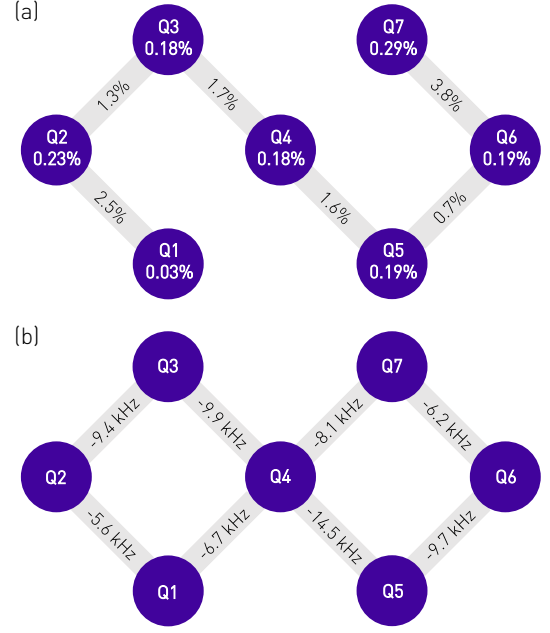 (a)
Q3
0.18%
Q7
0.29%
1.3%
1.7%
3.8%
Q2
0.23%
Q4
0.18%
Q6
0.19%
2.5%
1.6%
0.7%
Q1
0.03%
Q5
0.19%
(b)
Q3
Q7
-9.4 kHz
-9.9 kHz
-8.1 kHz
-6.2 kHz
Q2
Q4
Q6
-5.6 kHz
-6.7 kHz
-14.5 kHz
-9.7 kHz
Q1
Q5